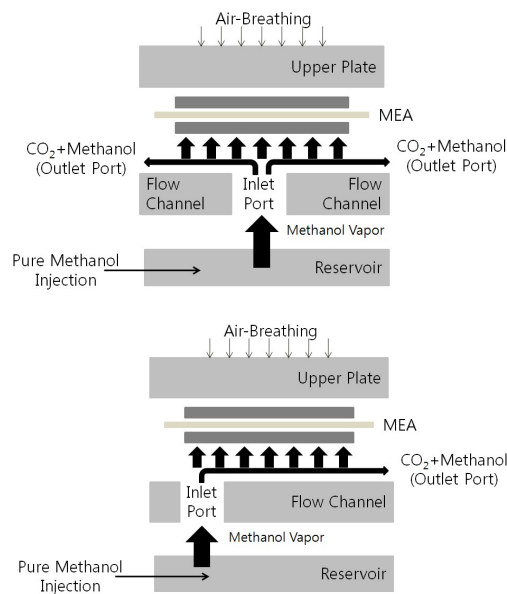 Air-Breathing
Upper Plate
MEA
CO₂+Methanol
(Outlet Port)
CO₂+Methanol
(Outlet Port)
Flow
Channel
Inlet
Port
Flow
Channel
Methanol Vapor
Pure Methanol
Injection
Reservoir
Air-Breathing
Upper Plate
MEA
CO₂+Methanol
(Outlet Port)
Inlet
Port
Flow Channel
Methanol Vapor
Pure Methanol
Injection
Reservoir